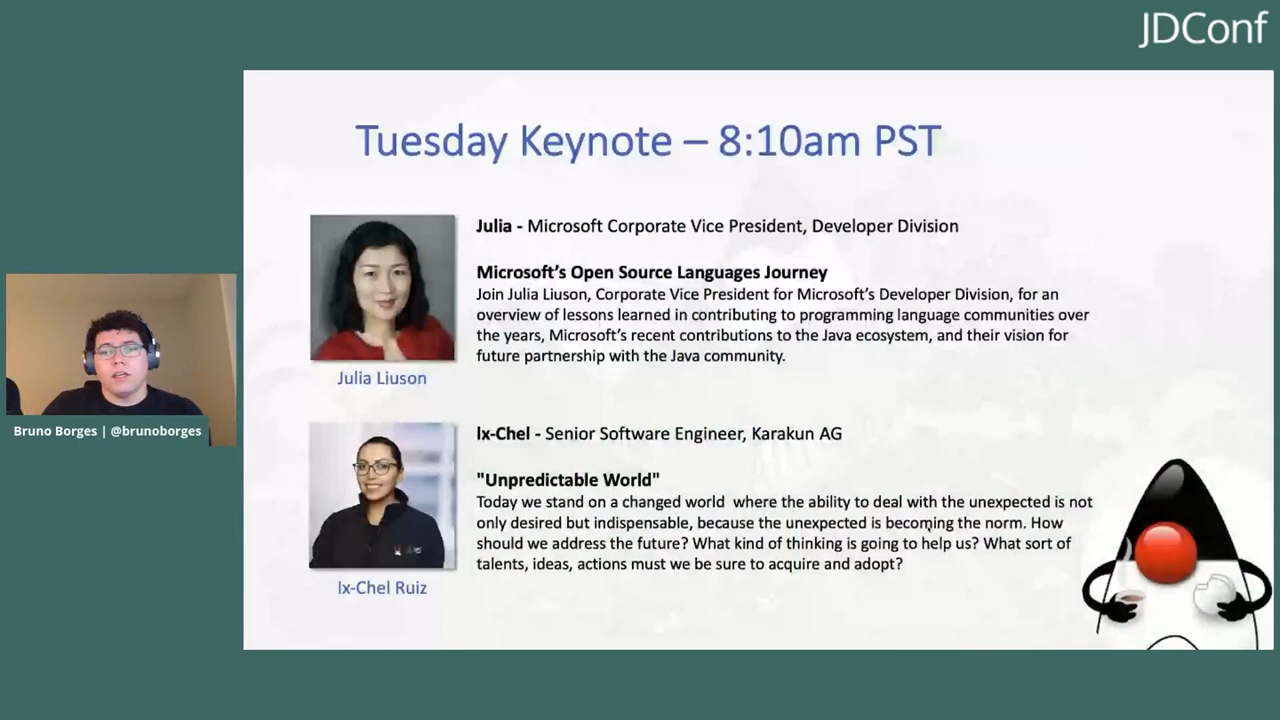 JDConf
Tuesday Keynote – 8:10am PST
Julia - Microsoft Corporate Vice President, Developer Division
Microsoft’s Open Source Languages Journey
Join Julia Liuson, Corporate Vice President for Microsoft’s Developer Division, for an
overview of lessons learned in contributing to programming language communities over
the years, Microsoft’s recent contributions to the Java ecosystem, and their vision for
future partnership with the Java community.
Julia Liuson
Ix-Chel - Senior Software Engineer, Karakun AG
"Unpredictable World"
Today we stand on a changed world where the ability to deal with the unexpected is not
only desired but indispensable, because the unexpected is becoming the norm. How
should we address the future? What kind of thinking is going to help us? What sort of
talents, ideas, actions must we be sure to acquire and adopt?
Ix-Chel Ruiz
Bruno Borges | @brunoborges